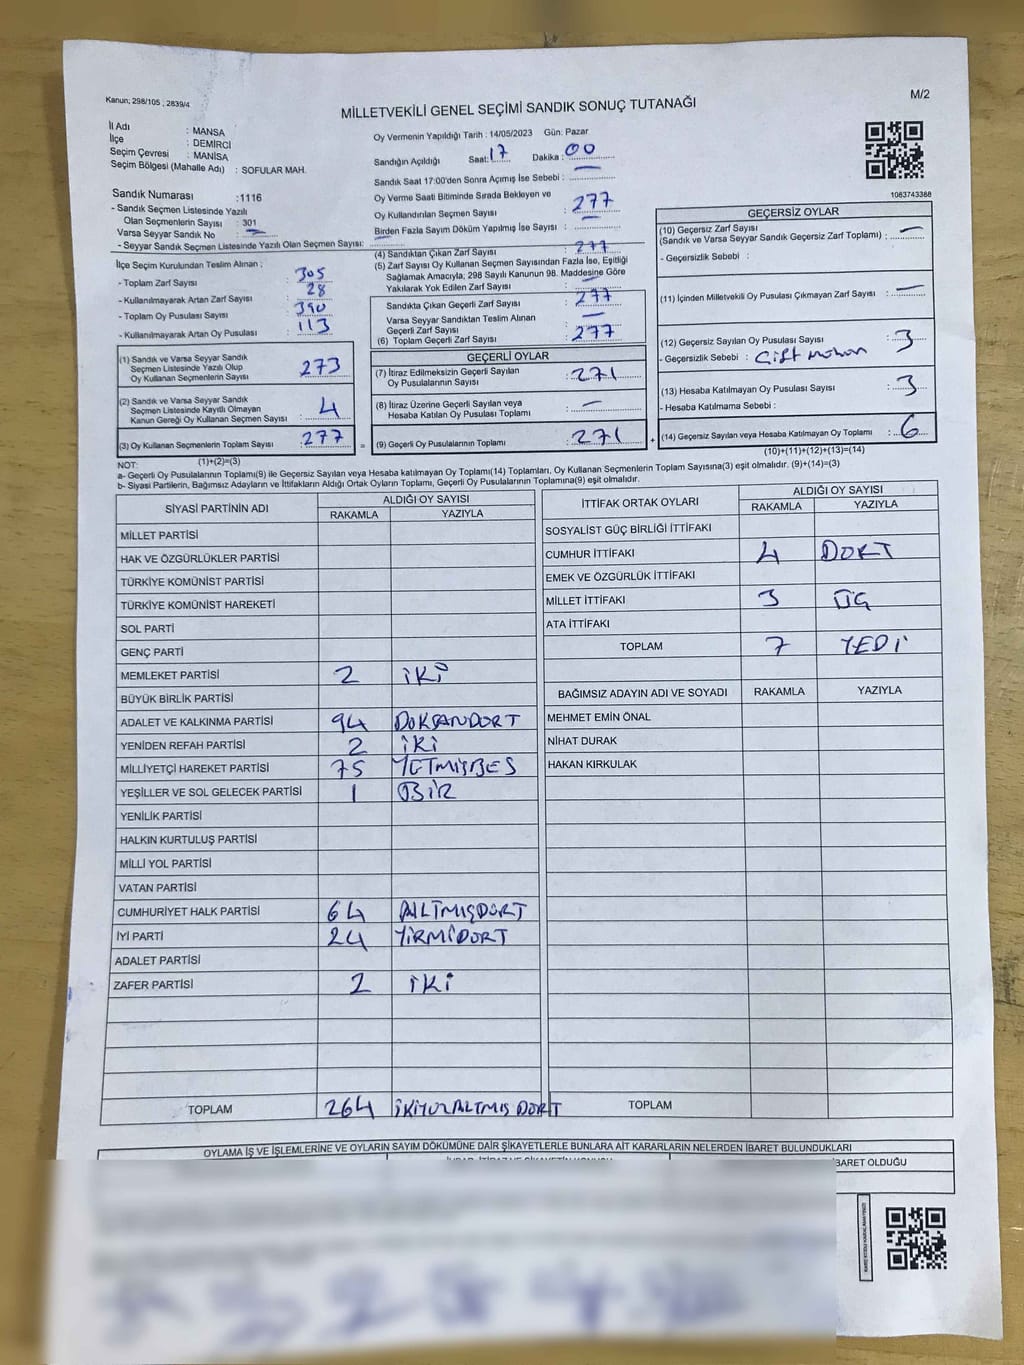 Kanun; 298/105 , 2839/4
M/2
MİLLETVEKİLİ GENEL SEÇİMİ SANDIK SONUÇ TUTANAĞI
İl Adı : MANSA
İlçe : DEMİRCİ
Seçim Çevresi : MANİSA
Seçim Bölgesi (Mahalle Adı) : SOFULAR MAH.
Sandık Numarası :1116
- Sandık Seçmen Listesinde Yazılı
Olan Seçmenlerin Sayısı : 301
Varsa Seyyar Sandık No : —
- Seyyar Sandık Seçmen Listesinde Yazılı Olan Seçmen Sayısı:
Oy Vermenin Yapıldığı Tarih : 14/05/2023 Gün: Pazar
Sandığın Açıldığı Saat: 17 Dakika : 00
Sandık Saat 17:00'den Sonra Açımış İse Sebebi : —
Oy Verme Saati Bitiminde Sırada Bekleyen ve
Oy Kullandırılan Seçmen Sayısı : 277
Birden Fazla Sayım Döküm Yapılmış İse Sayısı : —
1083743388
İlçe Seçim Kurulundan Teslim Alınan ;
- Toplam Zarf Sayısı : 305
- Kullanılmayarak Artan Zarf Sayısı : 28
- Toplam Oy Pusulası Sayısı : 390
- Kullanılmayarak Artan Oy Pusulası : 113
(4) Sandıktan Çıkan Zarf Sayısı : 277
(5) Zarf Sayısı Oy Kullanan Seçmen Sayısından Fazla İse, Eşitliği
Sağlamak Amacıyla; 298 Sayılı Kanunun 98. Maddesine Göre
Yakılarak Yok Edilen Zarf Sayısı : —
Sandıkta Çıkan Geçerli Zarf Sayısı : 277
Varsa Seyyar Sandıktan Teslim Alınan
Geçerli Zarf Sayısı : —
(6) Toplam Geçerli Zarf Sayısı : 277
GEÇERSİZ OYLAR
(10) Geçersiz Zarf Sayısı
(Sandık ve Varsa Seyyar Sandık Geçersiz Zarf Toplamı) : —
- Geçersizlik Sebebi :
(11) İçinden Milletvekili Oy Pusulası Çıkmayan Zarf Sayısı : —
(12) Geçersiz Sayılan Oy Pusulası Sayısı : 3
- Geçersizlik Sebebi : Çift
(13) Hesaba Katılmayan Oy Pusulası Sayısı : 3
- Hesaba Katılmama Sebebi :
(14) Geçersiz Sayılan veya Hesaba Katılmayan Oy Toplamı : 6
(10)+(11)+(12)+(13)=(14)
(1) Sandık ve Varsa Seyyar Sandık
Seçmen Listesinde Yazılı Olup
Oy Kullanan Seçmenlerin Sayısı : 273
(2) Sandık ve Varsa Seyyar Sandık
Seçmen Listesinde Kayıtlı Olmayan
Kanun Gereği Oy Kullanan Seçmen Sayısı : 4
(3) Oy Kullanan Seçmenlerin Toplam Sayısı : 277
(1)+(2)=(3)
GEÇERLİ OYLAR
(7) İtiraz Edilmeksizin Geçerli Sayılan
Oy Pusulalarının Sayısı : 271
(8) İtiraz Üzerine Geçerli Sayılan veya
Hesaba Katılan Oy Pusulası Toplamı : —
= (9) Geçerli Oy Pusulalarının Toplamı : 271 +
NOT:
a- Geçerli Oy Pusulalarının Toplamı(9) ile Geçersiz Sayılan veya Hesaba katılmayan Oy Toplamı(14) Toplamları, Oy Kullanan Seçmenlerin Toplam Sayısına(3) eşit olmalıdır. (9)+(14)=(3)
b- Siyasi Partilerin, Bağımsız Adayların ve İttifakların Aldığı Ortak Oyların Toplamı, Geçerli Oy Pusulalarının Toplamına(9) eşit olmalıdır.
SİYASİ PARTİNİN ADI ALDIĞI OY SAYISI
RAKAMLA YAZIYLA
MİLLET PARTİSİ
HAK VE ÖZGÜRLÜKLER PARTİSİ
TÜRKİYE KOMÜNİST PARTİSİ
TÜRKİYE KOMÜNİST HAREKETİ
SOL PARTİ
GENÇ PARTİ
MEMLEKET PARTİSİ 2 İKİ
BÜYÜK BİRLİK PARTİSİ
ADALET VE KALKINMA PARTİSİ 94 DOKSANDORT
YENİDEN REFAH PARTİSİ 2 İKİ
MİLLİYETÇİ HAREKET PARTİSİ 75 YETMİŞBES
YEŞİLLER VE SOL GELECEK PARTİSİ 1 BİR
YENİLİK PARTİSİ
HALKIN KURTULUŞ PARTİSİ
MİLLİ YOL PARTİSİ
VATAN PARTİSİ
CUMHURİYET HALK PARTİSİ 64 ALTMIŞDORT
İYİ PARTİ 24 YİRMİDORT
ADALET PARTİSİ
ZAFER PARTİSİ 2 İKİ
TOPLAM 264 İKİYUZALTMIŞ DORT
İTTİFAK ORTAK OYLARI ALDIĞI OY SAYISI
RAKAMLA YAZIYLA
SOSYALİST GÜÇ BİRLİĞİ İTTİFAKI
CUMHUR İTTİFAKI 4 DORT
EMEK VE ÖZGÜRLÜK İTTİFAKI
MİLLET İTTİFAKI 3 ÜÇ
ATA İTTİFAKI
TOPLAM 7 YEDİ
BAĞIMSIZ ADAYIN ADI VE SOYADI RAKAMLA YAZIYLA
MEHMET EMİN ÖNAL
NİHAT DURAK
HAKAN KIRKULAK
TOPLAM
OYLAMA İŞ VE İŞLEMLERİNE VE OYLARIN SAYIM DÖKÜMÜNE DAİR ŞİKAYETLERLE BUNLARA AİT KARARLARIN NELERDEN İBARET BULUNDUKLARI
İBARET OLDUĞU